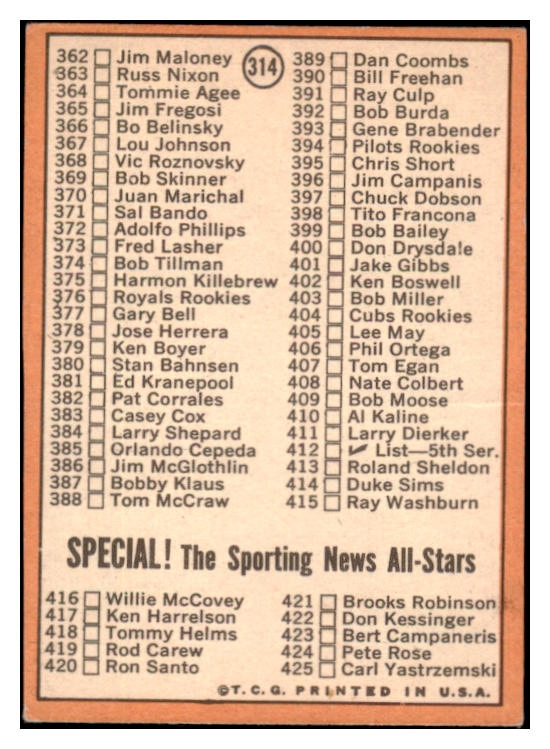 314
362 Jim Maloney
363 Russ Nixon
364 Tommie Agee
365 Jim Fregosi
366 Bo Belinsky
367 Lou Johnson
368 Vic Roznovsky
369 Bob Skinner
370 Juan Marichal
371 Sal Bando
372 Adolfo Phillips
373 Fred Lasher
374 Bob Tillman
375 Harmon Killebrew
376 Royals Rookies
377 Gary Bell
378 Jose Herrera
379 Ken Boyer
380 Stan Bahnsen
381 Ed Kranepool
382 Pat Corrales
383 Casey Cox
384 Larry Shepard
385 Orlando Cepeda
386 Jim McGlothlin
387 Bobby Klaus
388 Tom McCraw
389 Dan Coombs
390 Bill Freehan
391 Ray Culp
392 Bob Burda
393 Gene Brabender
394 Pilots Rookies
395 Chris Short
396 Jim Campanis
397 Chuck Dobson
398 Tito Francona
399 Bob Bailey
400 Don Drysdale
401 Jake Gibbs
402 Ken Boswell
403 Bob Miller
404 Cubs Rookies
405 Lee May
406 Phil Ortega
407 Tom Egan
408 Nate Colbert
409 Bob Moose
410 Al Kaline
411 Larry Dierker
412 ✓ List—5th Ser.
413 Roland Sheldon
414 Duke Sims
415 Ray Washburn
SPECIAL! The Sporting News All-Stars
416 Willie McCovey
417 Ken Harrelson
418 Tommy Helms
419 Rod Carew
420 Ron Santo
421 Brooks Robinson
422 Don Kessinger
423 Bert Campaneris
424 Pete Rose
425 Carl Yastrzemski
©T.C.G. PRINTED IN U.S.A.